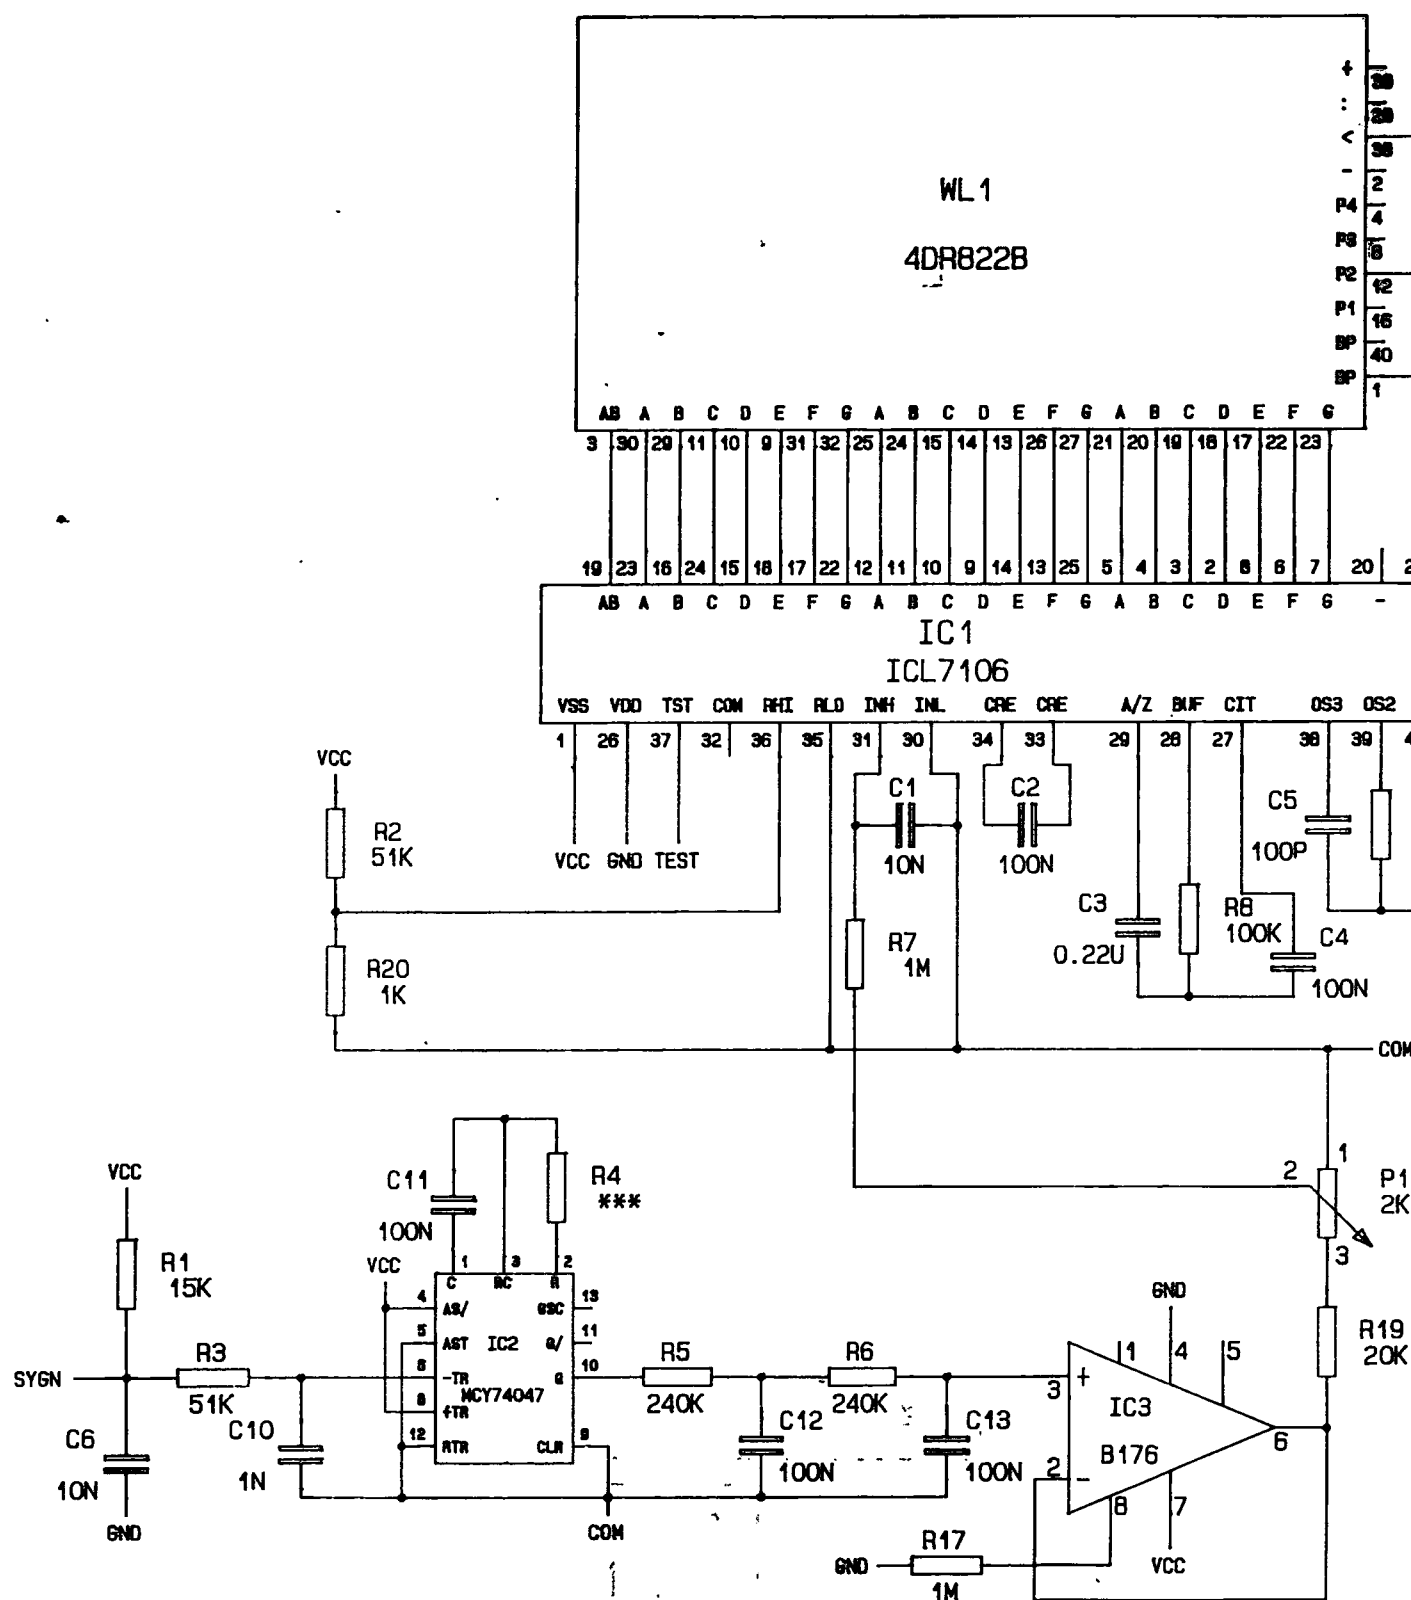 WL1
4DR822B
+
:
<
-
2
P4
4
P3
8
P2
12
P1
16
BP
40
BP
1
AB A B C D E F G A B C D E F G A B C D E F G
3 30 29 11 10 9 31 32 25 24 15 14 13 26 27 21 20 19 18 17 22 23
19 23 16 24 15 18 17 22 12 11 10 9 14 13 25 5 4 3 2 8 6 7 20 2
AB A B C D E F G A B C D E F G A B C D E F G -
IC1
ICL7106
VSS VDD TST COM RHI RLO INH INL CRE CRE A/Z BUF CIT OS3 OS2
1 26 37 32 36 35 31 30 34 33 29 28 27 38 39 4
VCC
R2
51K
VCC GND TEST
C1
10N
C2
100N
C5
100P
C3
0.22U
R8
100K
C4
100N
R7
1M
R20
1K
COM
VCC
C11
100N
R4
***
2
1
P1
2K
3
R1
15K
VCC
1 3 2
C RC R
4 AS/ OSC 13
5 AST IC2 Q/ 11
6 -TR Q 10
MCY74047
8 +TR
12 RTR CLR 9
SYGN
R3
51K
C6
10N
GND
C10
1N
COM
R5
240K
R6
240K
C12
100N
C13
100N
GND
1 4 5
3 +
IC3
B176
2 -
6
8 7
VCC
R19
20K
GND
R17
1M